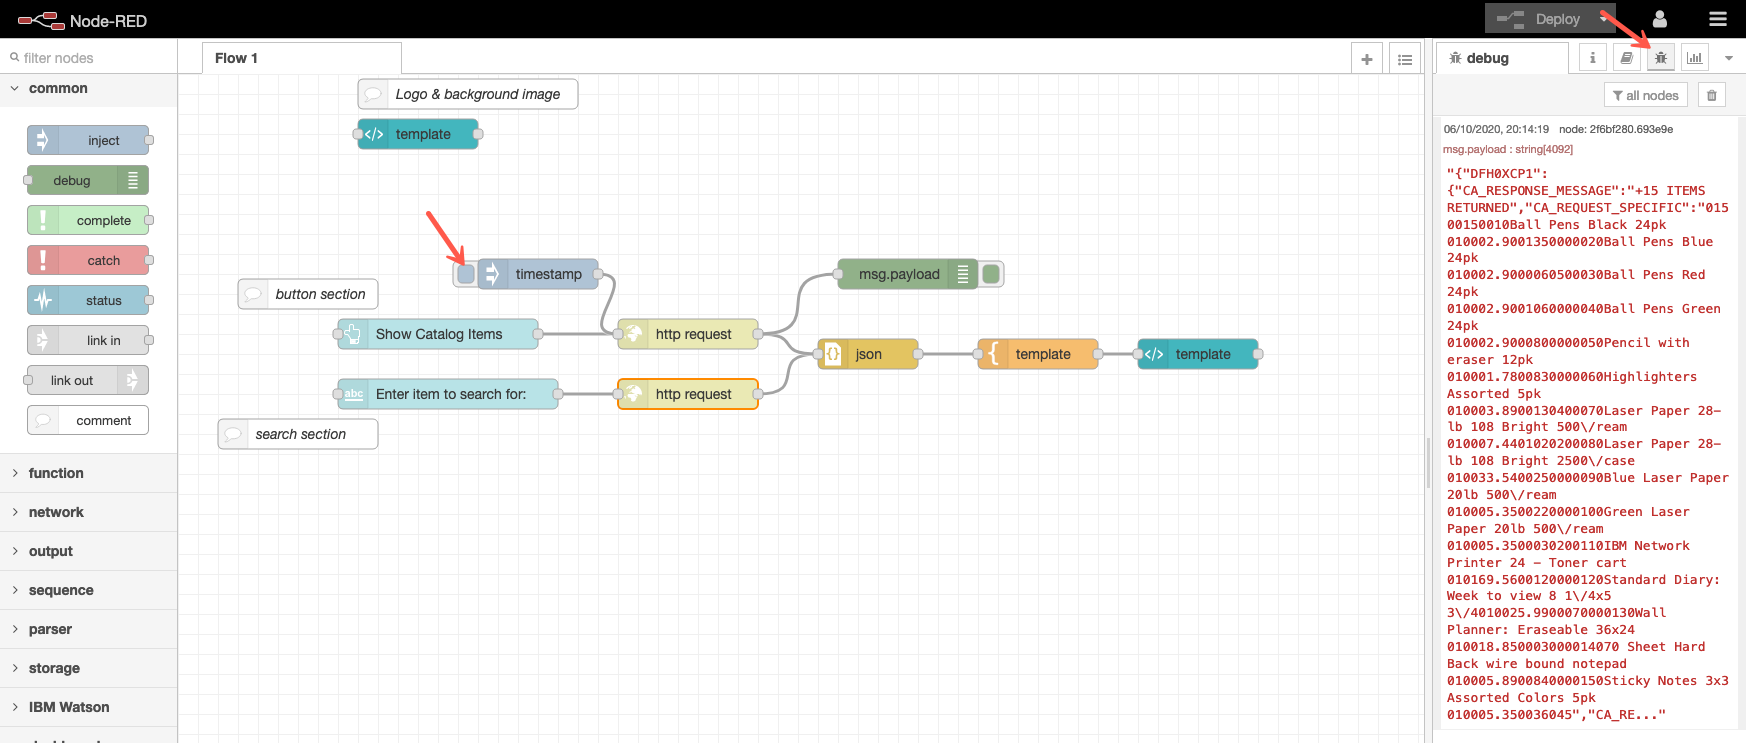 Node-RED
Deploy
filter nodes
Flow 1
debug
i
common
all nodes
inject
debug
complete
catch
status
link in
link out
comment
function
network
output
sequence
parser
storage
IBM Watson
Logo & background image
</> template
timestamp
button section
msg.payload
Show Catalog Items
http request
{} json
{ template
</> template
abc Enter item to search for:
http request
search section
06/10/2020, 20:14:19 node: 2f6bf280.693e9e
msg.payload : string[4092]
"{"DFH0XCP1":
{"CA_RESPONSE_MESSAGE":"+15 ITEMS
RETURNED","CA_REQUEST_SPECIFIC":"015
00150010Ball Pens Black 24pk
010002.9001350000020Ball Pens Blue
24pk
010002.9000060500030Ball Pens Red
24pk
010002.90010600000​40Ball Pens Green
24pk
010002.9000800000050Pencil with
eraser 12pk
010001.7800830000060Highlighters
Assorted 5pk
010003.8900130400070Laser Paper 28-
lb 108 Bright 500\/ream
010007.4401020200080Laser Paper 28-
lb 108 Bright 2500\/case
010033.5400250000090Blue Laser Paper
20lb 500\/ream
010005.3500220000100Green Laser
Paper 20lb 500\/ream
010005.3500030200110IBM Network
Printer 24 - Toner cart
010169.5600120000120Standard Diary:
Week to view 8 1\/4x5
3\/4010025.9900070000130Wall
Planner: Eraseable 36x24
010018.850003000014070 Sheet Hard
Back wire bound notepad
010005.8900840000150Sticky Notes 3x3
Assorted Colors 5pk
010005.350036045","CA_RE..."